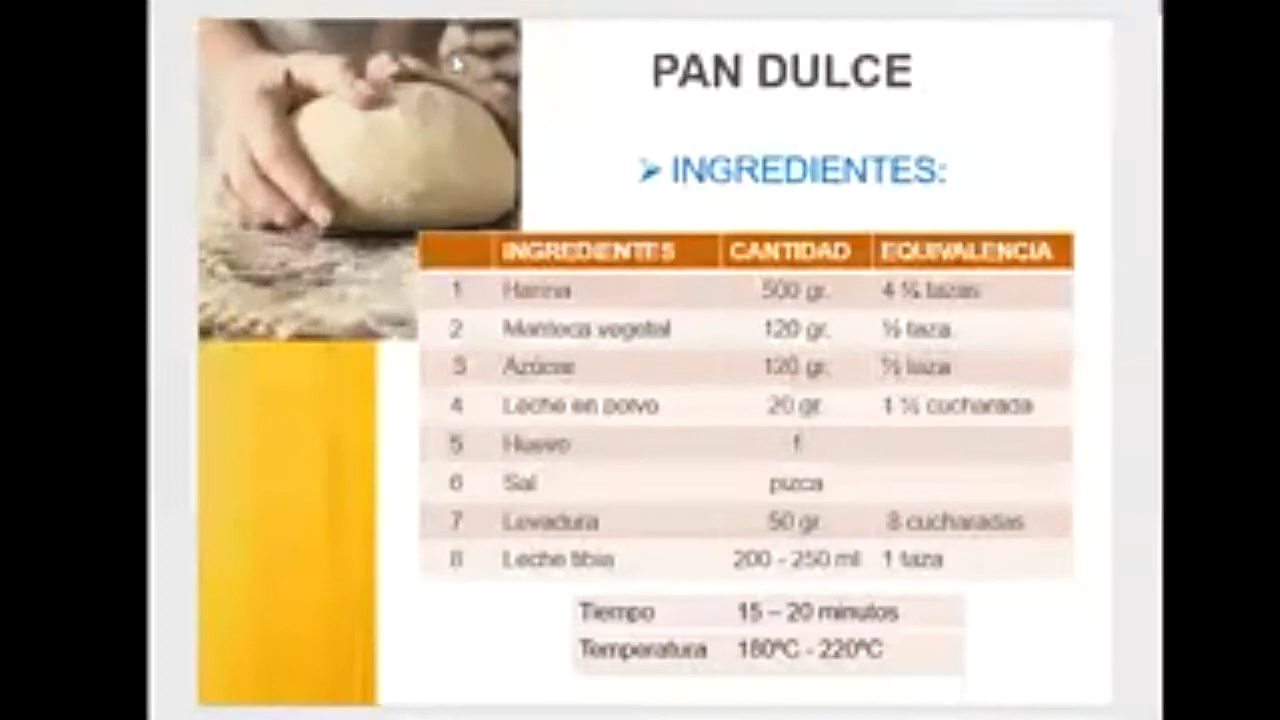 PAN DULCE
➤ INGREDIENTES:
INGREDIENTES CANTIDAD EQUIVALENCIA
1 Harina 500 gr. 4 ½ tazas
2 Manteca vegetal 120 gr. ½ taza
3 Azúcar 120 gr. ½ taza
4 Leche en polvo 20 gr. 1 ½ cucharada
5 Huevo 1
6 Sal pizca
7 Levadura 50 gr. cucharadas
8 Leche tibia 200 - 250 ml 1 taza
Tiempo 15 – 20 minutos
Temperatura 180ºC - 220ºC